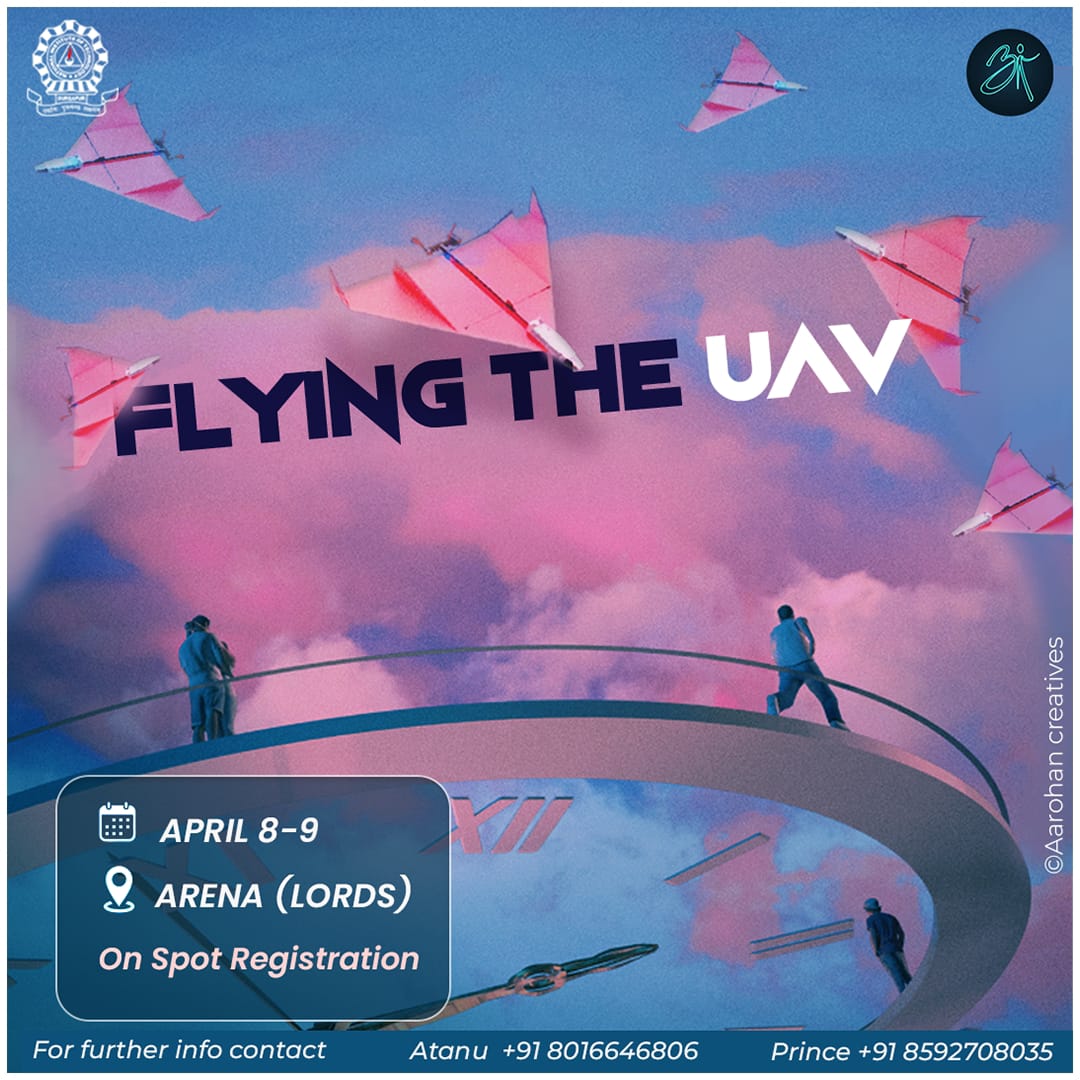 FLYING THE UAV
APRIL 8-9
ARENA (LORDS)
On Spot Registration
XII
©Aarohan creatives
For further info contact
Atanu +91 8016646806
Prince +91 8592708035